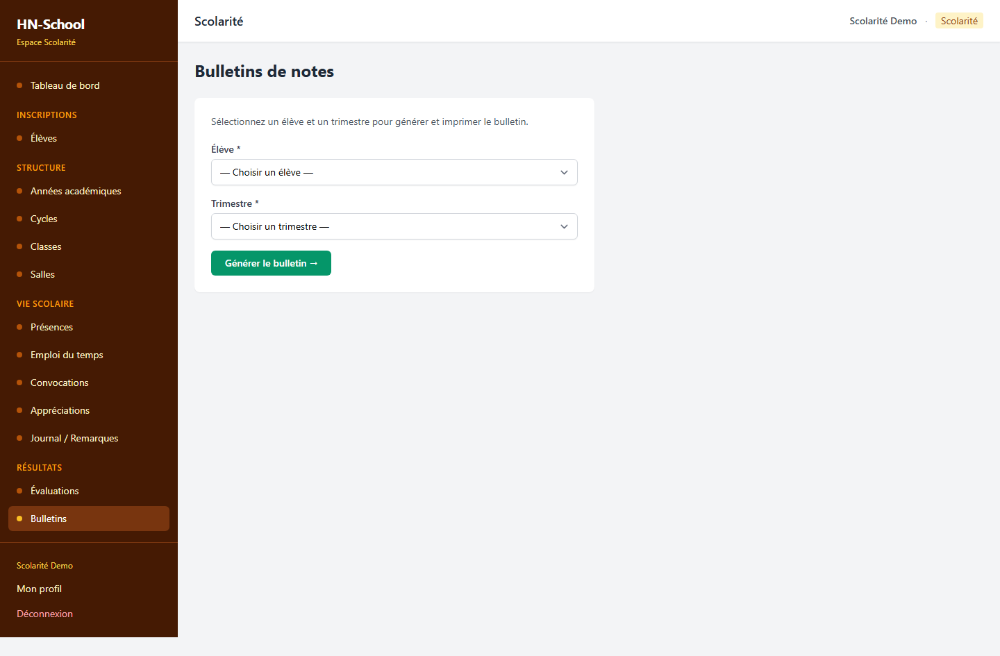 HN-School
Espace Scolarité
Tableau de bord
INSCRIPTIONS
Élèves
STRUCTURE
Années académiques
Cycles
Classes
Salles
VIE SCOLAIRE
Présences
Emploi du temps
Convocations
Appréciations
Journal / Remarques
RÉSULTATS
Évaluations
Bulletins
Scolarité Demo
Mon profil
Déconnexion
Scolarité
Scolarité Demo · Scolarité
Bulletins de notes
Sélectionnez un élève et un trimestre pour générer et imprimer le bulletin.
Élève *
— Choisir un élève —
Trimestre *
— Choisir un trimestre —
Générer le bulletin →